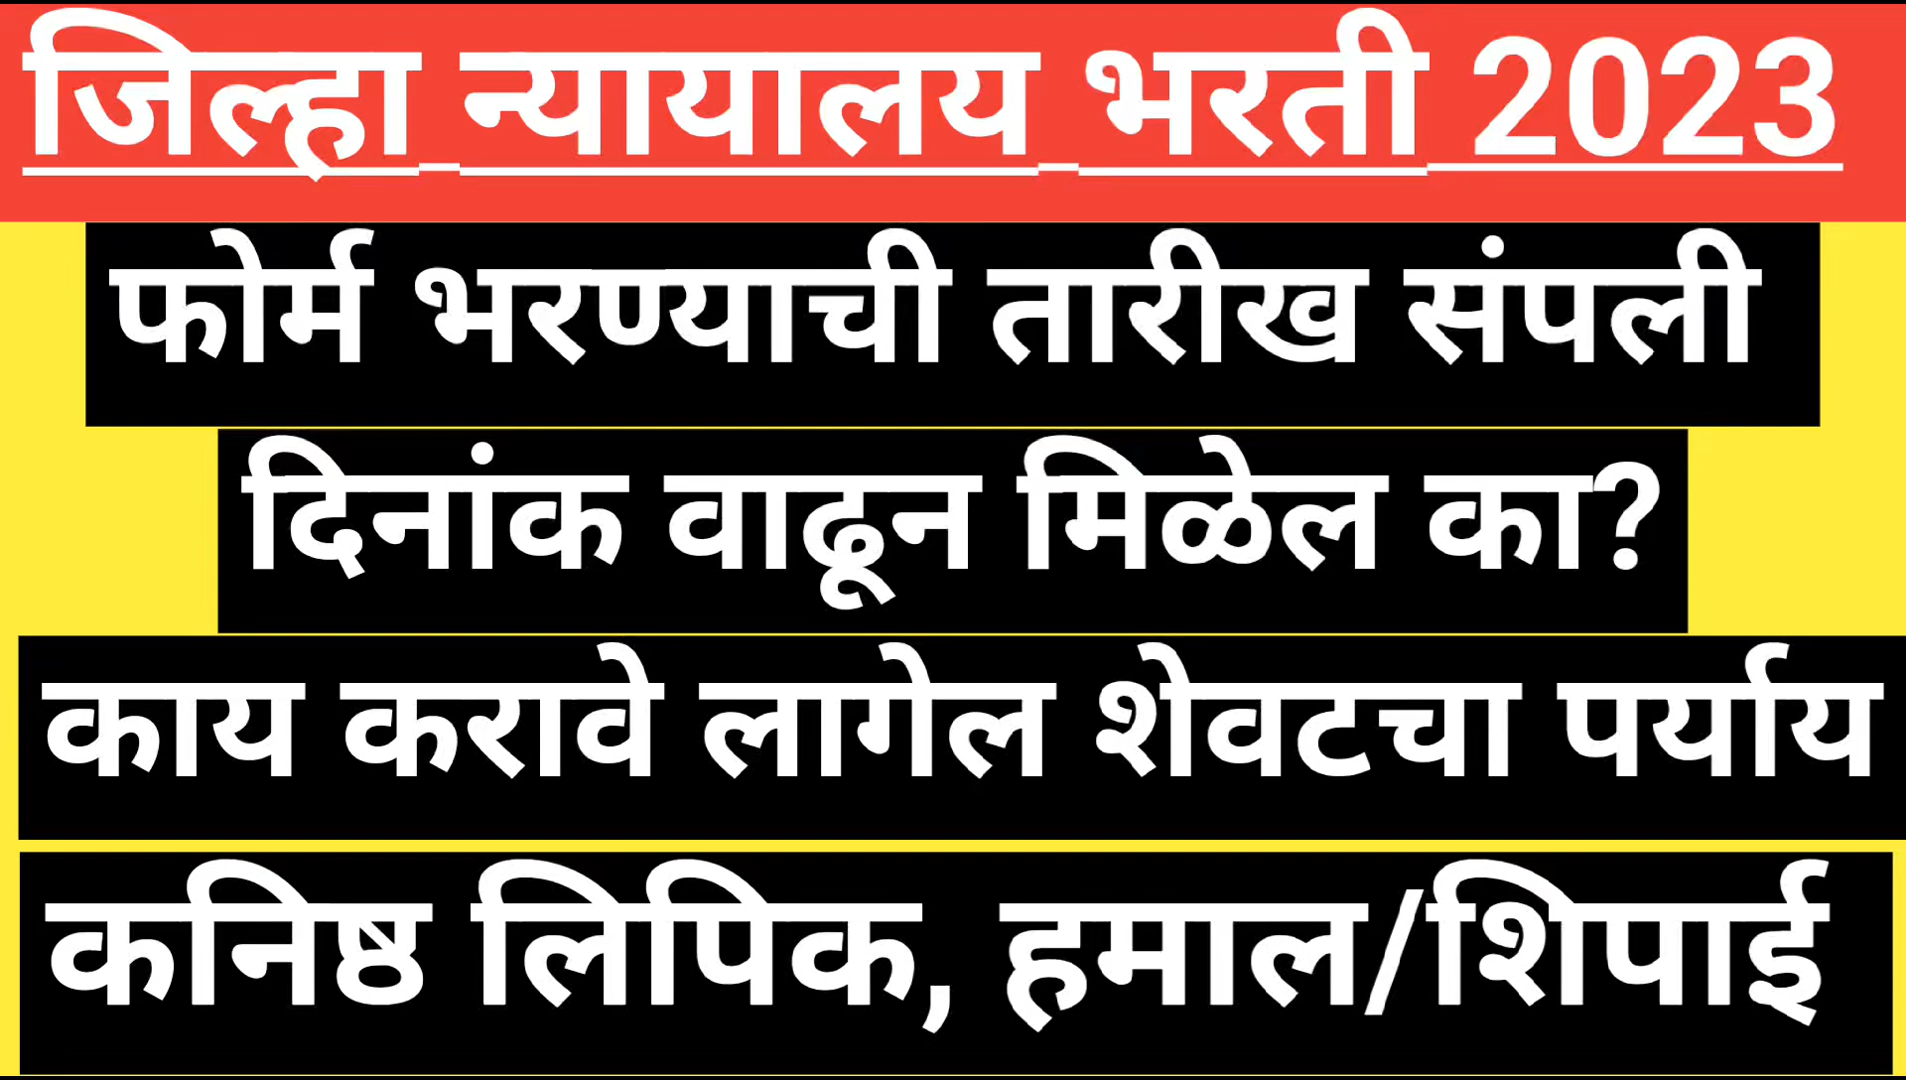 जिल्हा न्यायालय भरती 2023
फोर्म भरण्याची तारीख संपली
दिनांक वाढून मिळेल का?
काय करावे लागेल शेवटचा पर्याय
कनिष्ठ लिपिक, हमाल/शिपाई